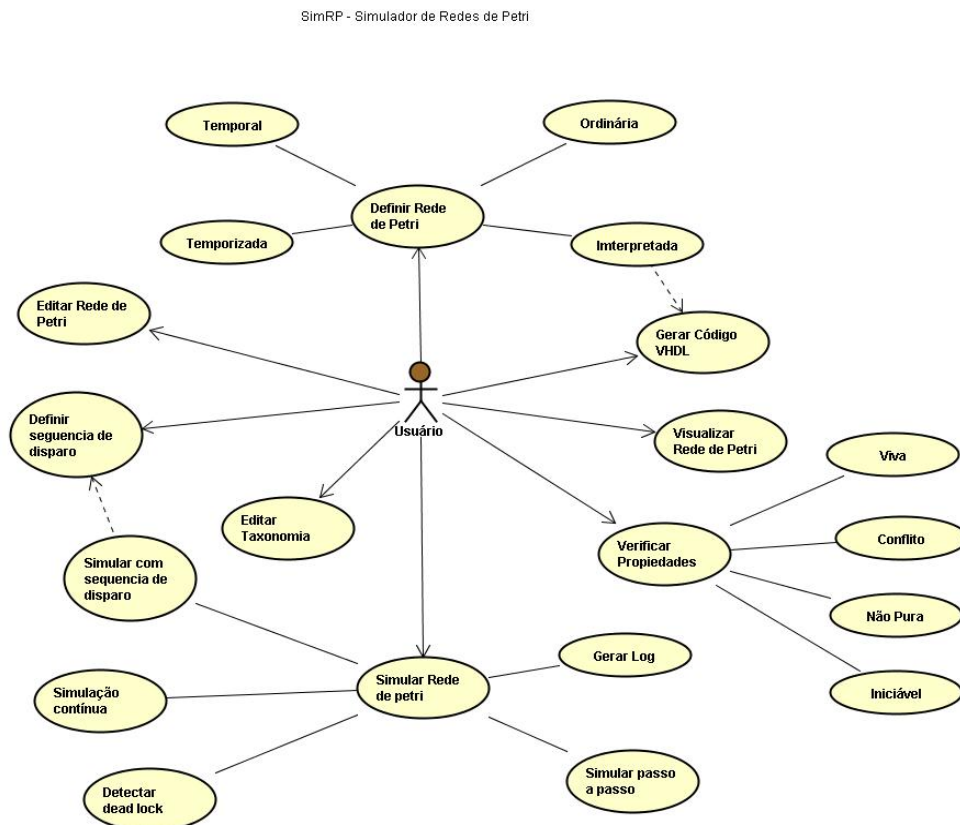 SimRP - Simulador de Redes de Petri
Temporal
Ordinária
Definir Rede
de Petri
Temporizada
Imterpretada
Editar Rede de
Petri
Gerar Código
VHDL
Definir
seguencia de
disparo
Usuário
Visualizar
Rede de Petri
Viva
Editar
Taxonomia
Verificar
Propiedades
Conflito
Simular com
sequencia de
disparo
Não Pura
Gerar Log
Simular Rede
de petri
Iniciável
Simulação
contínua
Simular passo
a passo
Detectar
dead lock